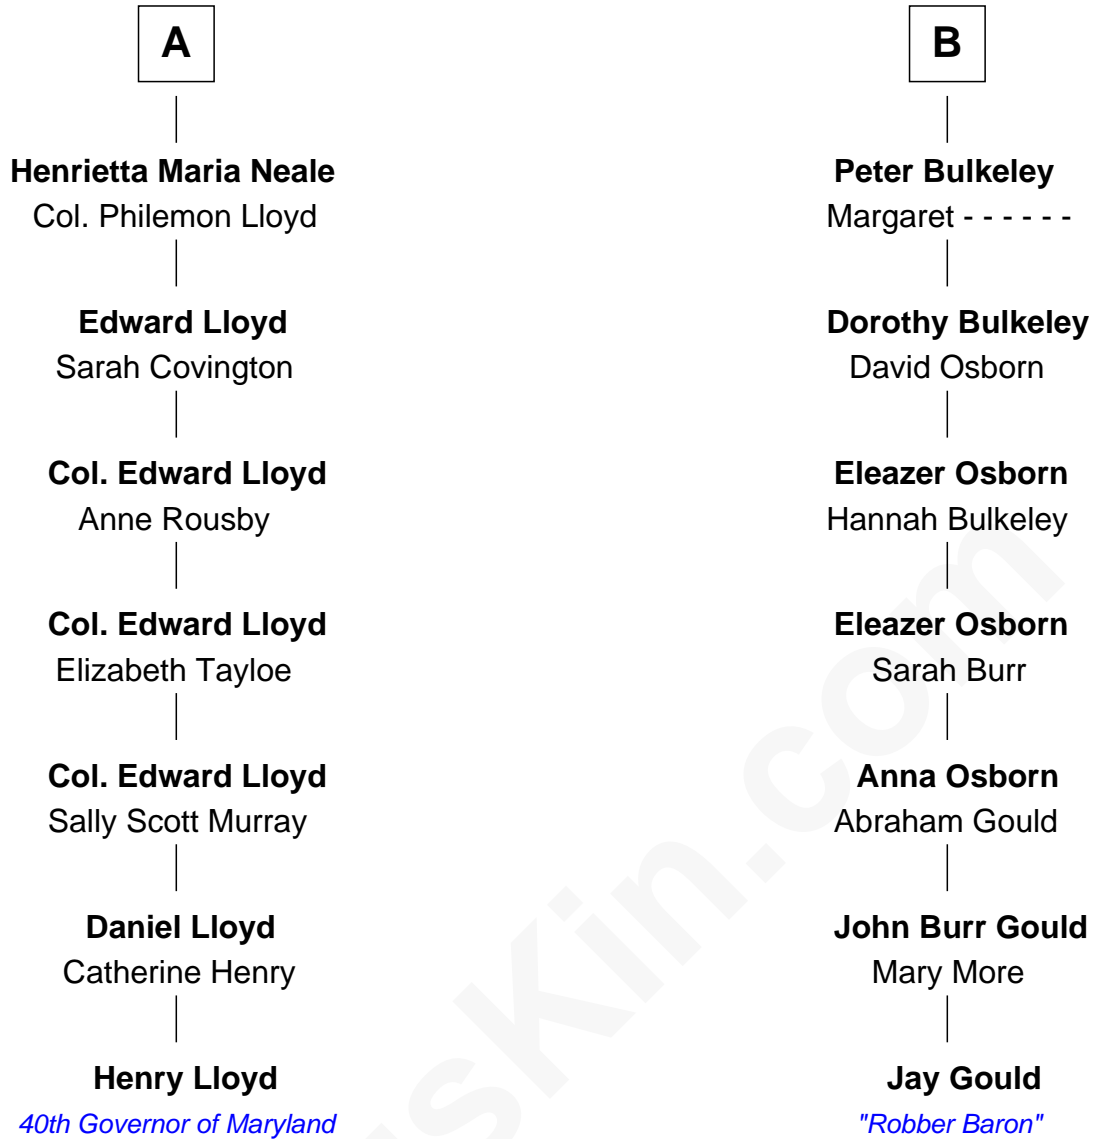 A
Henrietta Maria Neale
Col. Philemon Lloyd
Edward Lloyd
Sarah Covington
Col. Edward Lloyd
Anne Rousby
Col. Edward Lloyd
Elizabeth Tayloe
Col. Edward Lloyd
Sally Scott Murray
Daniel Lloyd
Catherine Henry
Henry Lloyd
40th Governor of Maryland
B
Peter Bulkeley
Margaret - - - - - -
Dorothy Bulkeley
David Osborn
Eleazer Osborn
Hannah Bulkeley
Eleazer Osborn
Sarah Burr
Anna Osborn
Abraham Gould
John Burr Gould
Mary More
Jay Gould
"Robber Baron"
sKin.com